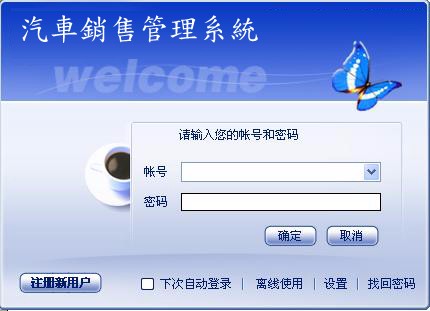 汽車銷售管理系統
welcome
请输入您的帐号和密码
帐号
密码
确定 取消
注册新用户 下次自动登录 | 离线使用 | 设置 | 找回密码